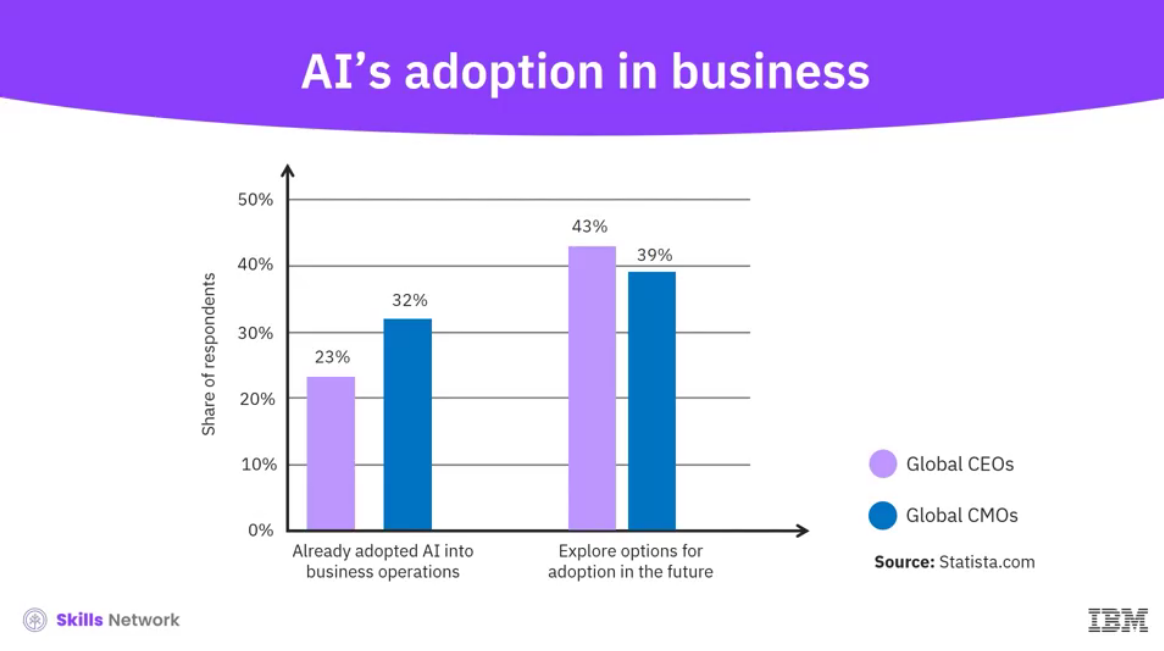 AI’s adoption in business
50%
40%
30%
20%
10%
0%
Share of respondents
23%
32%
43%
39%
Already adopted AI into
business operations
Explore options for
adoption in the future
Global CEOs
Global CMOs
Source: Statista.com
Skills Network
IBM